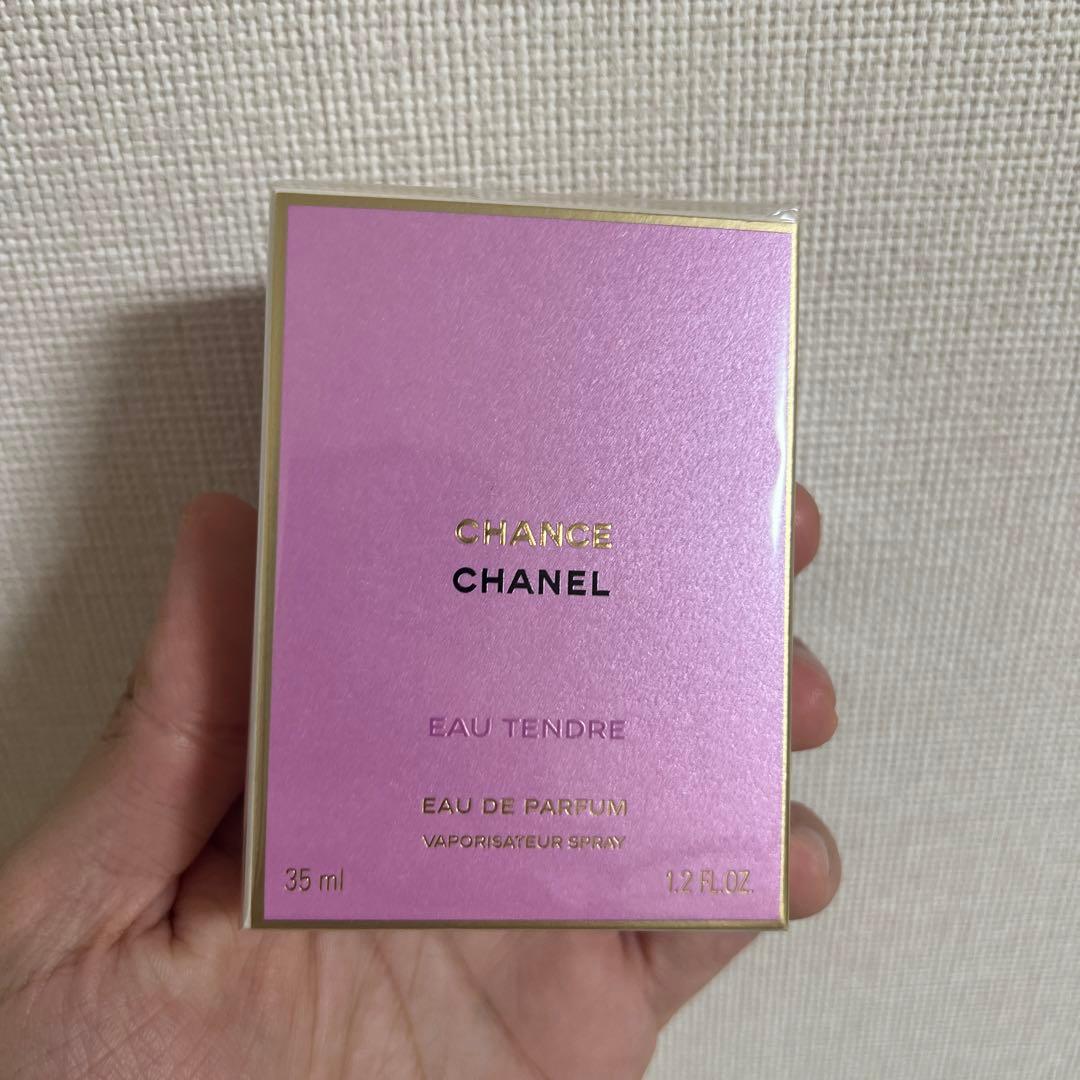 CHANCE
CHANEL
EAU TENDRE
EAU DE PARFUM
VAPORISATEUR SPRAY
35 ml 1.2 FL.OZ.